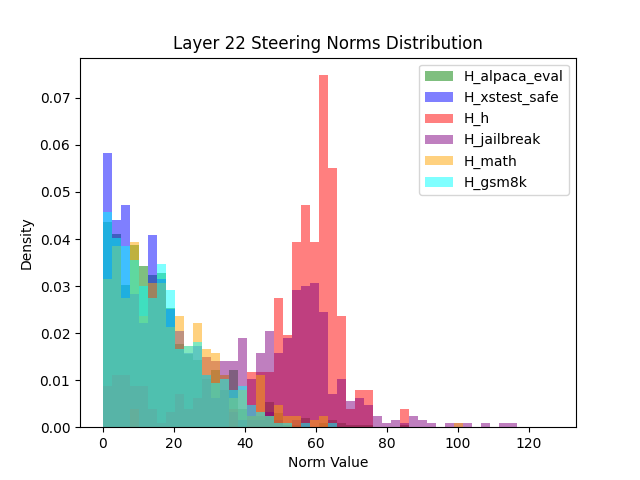 Layer 22 Steering Norms Distribution
H_alpaca_eval
H_xstest_safe
H_h
H_jailbreak
H_math
H_gsm8k
Density
0.07
0.06
0.05
0.04
0.03
0.02
0.01
0.00
0 20 40 60 80 100 120
Norm Value